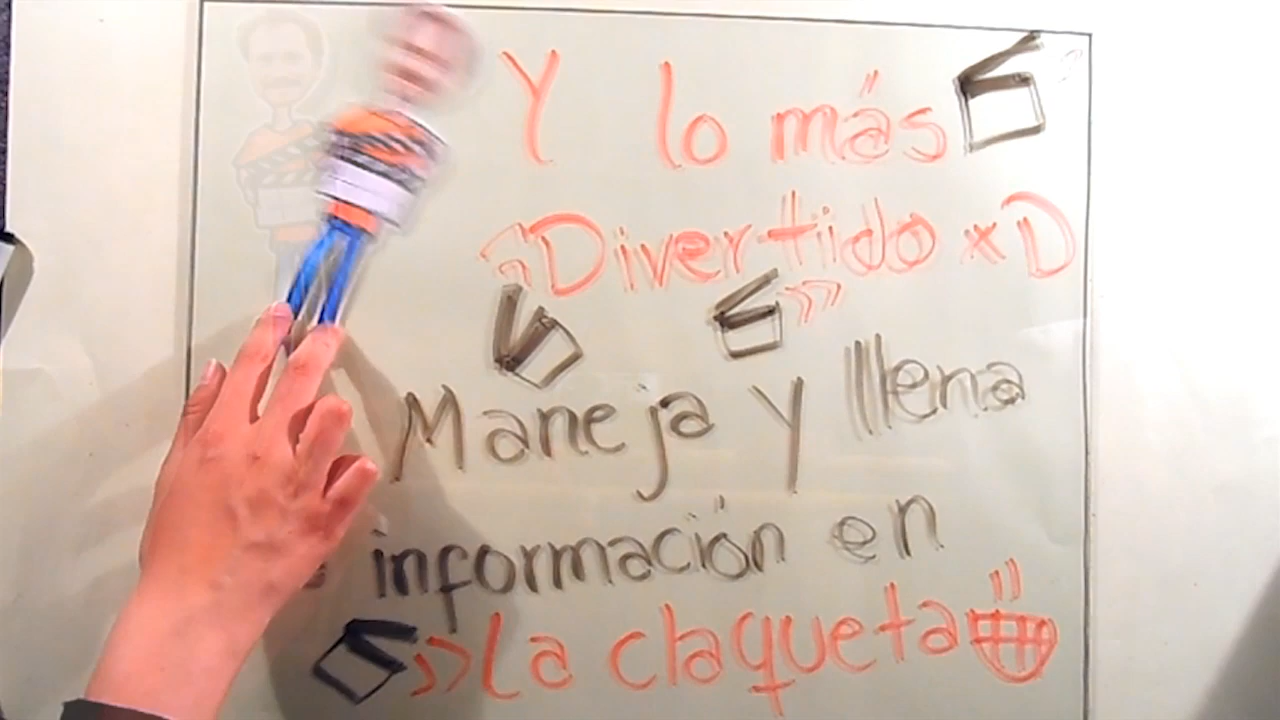 Y lo más
Divertido xD
Maneja y llena
información en
La claqueta